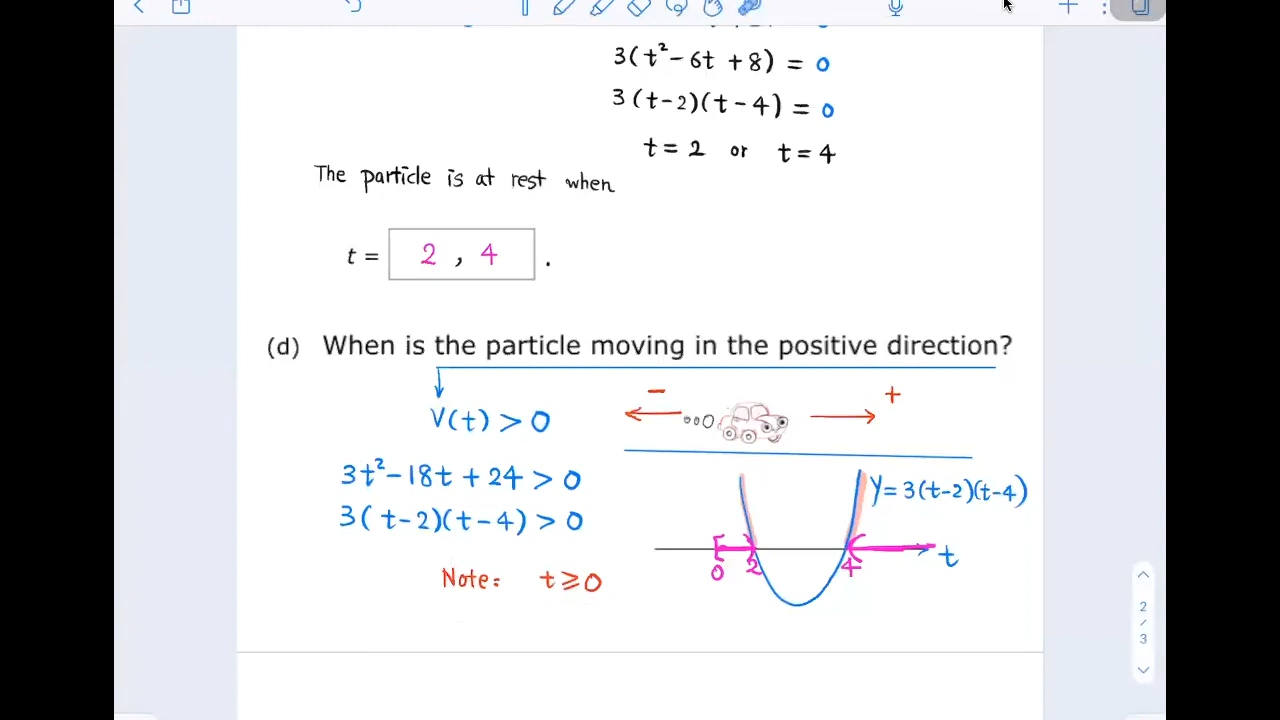 3(t²-6t+8) = 0
3(t-2)(t-4) = 0
t=2 or t=4
The particle is at rest when
t = 2 , 4 .
(d) When is the particle moving in the positive direction?
- +
V(t) > 0
3t²-18t+24 > 0
y=3(t-2)(t-4)
3(t-2)(t-4) > 0
t
0 2 4
Note: t≥0
2
/
3